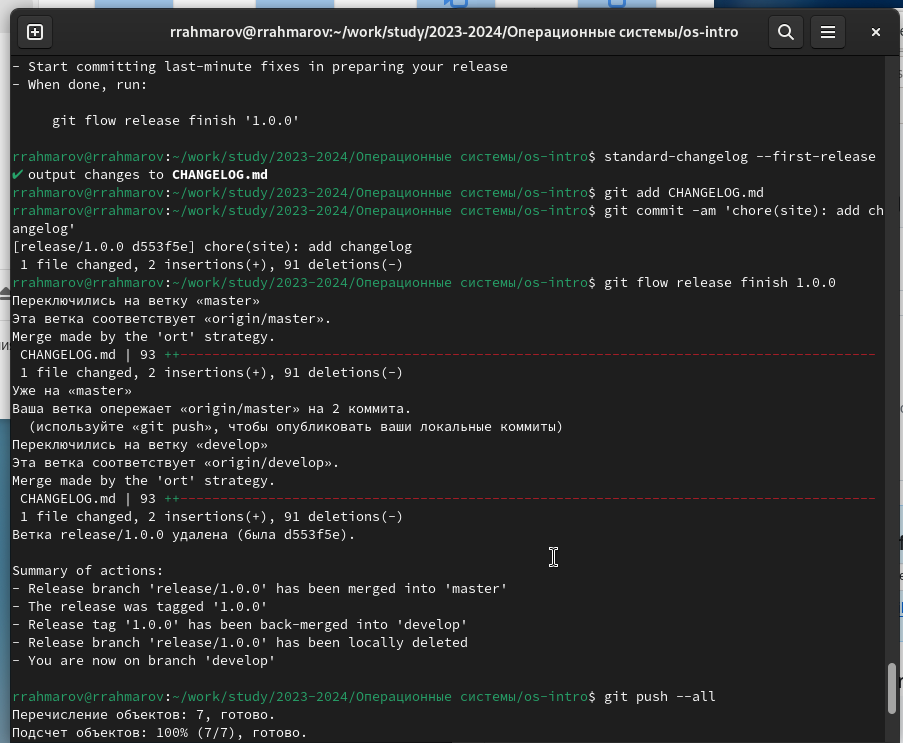 rrahmarov@rrahmarov:~/work/study/2023-2024/Операционные системы/os-intro
- Start committing last-minute fixes in preparing your release
- When done, run:
git flow release finish '1.0.0'
rrahmarov@rrahmarov:~/work/study/2023-2024/Операционные системы/os-intro$ standard-changelog --first-release
✔ output changes to CHANGELOG.md
rrahmarov@rrahmarov:~/work/study/2023-2024/Операционные системы/os-intro$ git add CHANGELOG.md
rrahmarov@rrahmarov:~/work/study/2023-2024/Операционные системы/os-intro$ git commit -am 'chore(site): add ch
angelog'
[release/1.0.0 d553f5e] chore(site): add changelog
1 file changed, 2 insertions(+), 91 deletions(-)
rrahmarov@rrahmarov:~/work/study/2023-2024/Операционные системы/os-intro$ git flow release finish 1.0.0
Переключились на ветку «master»
Эта ветка соответствует «origin/master».
Merge made by the 'ort' strategy.
CHANGELOG.md | 93 ++---------------------------------------------------------------------------------------
1 file changed, 2 insertions(+), 91 deletions(-)
Уже на «master»
Ваша ветка опережает «origin/master» на 2 коммита.
(используйте «git push», чтобы опубликовать ваши локальные коммиты)
Переключились на ветку «develop»
Эта ветка соответствует «origin/develop».
Merge made by the 'ort' strategy.
CHANGELOG.md | 93 ++---------------------------------------------------------------------------------------
1 file changed, 2 insertions(+), 91 deletions(-)
Ветка release/1.0.0 удалена (была d553f5e).
Summary of actions:
- Release branch 'release/1.0.0' has been merged into 'master'
- The release was tagged '1.0.0'
- Release tag '1.0.0' has been back-merged into 'develop'
- Release branch 'release/1.0.0' has been locally deleted
- You are now on branch 'develop'
rrahmarov@rrahmarov:~/work/study/2023-2024/Операционные системы/os-intro$ git push --all
Перечисление объектов: 7, готово.
Подсчет объектов: 100% (7/7), готово.